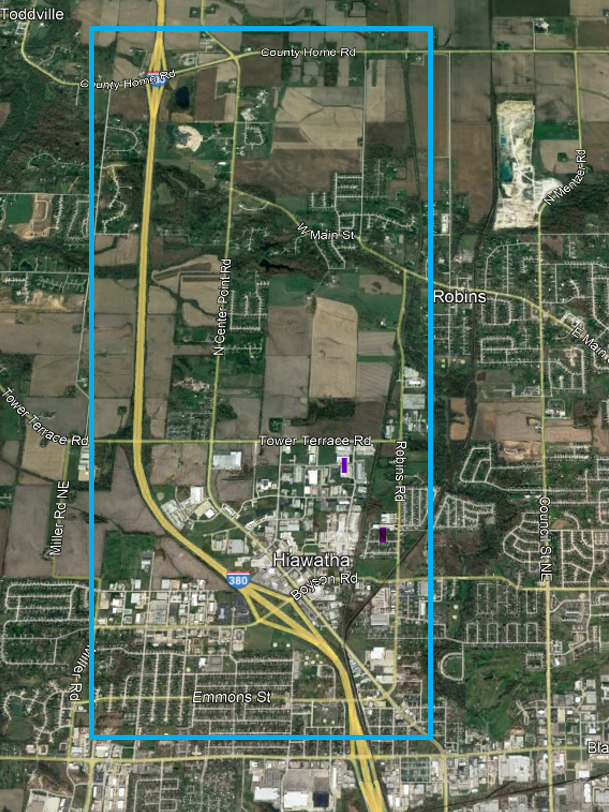 Toddville
County Home Rd
County Home Rd
N Mentzer Rd
W Main St
N Center Point Rd
Robins
E Main
Tower Terrace Rd
Tower Terrace Rd
Robins Rd
Miller Rd NE
Council St NE
Hiawatha
380
Boyson Rd
Miller Rd
Emmons St
Bla